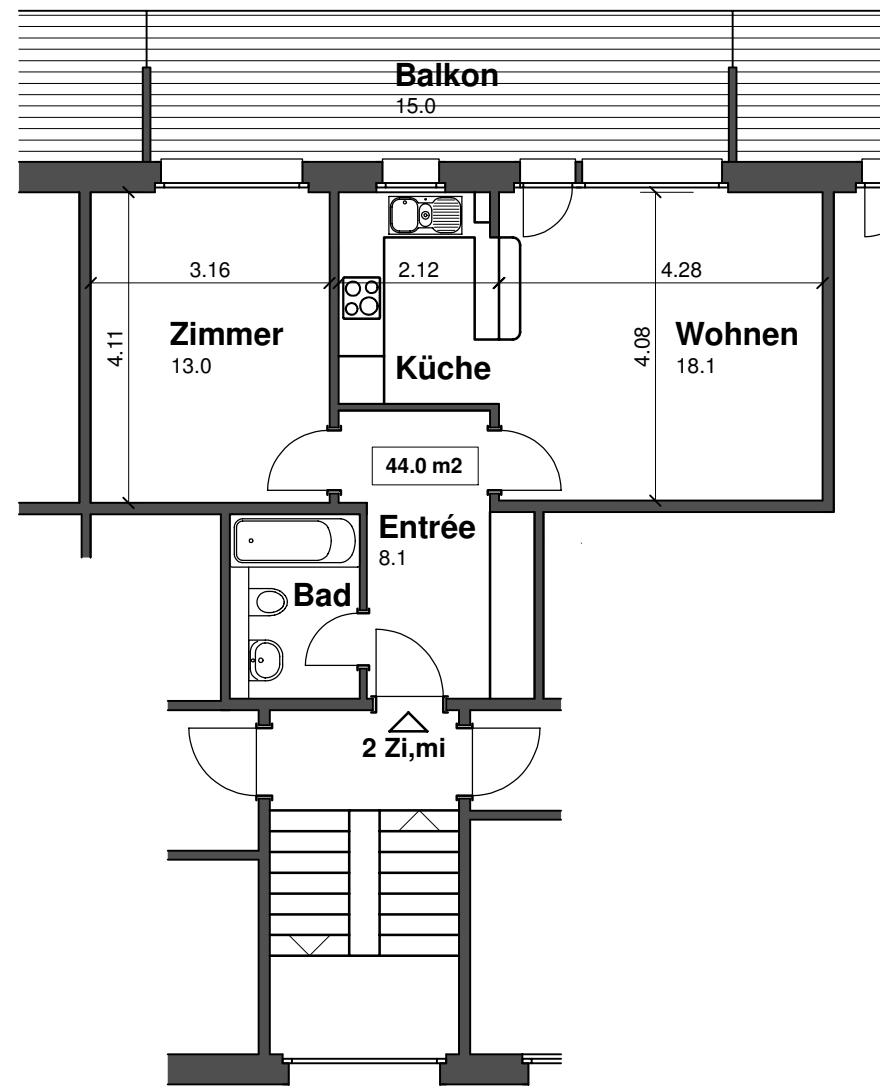 Balkon
15.0
3.16
2.12
4.28
4.11
Zimmer
13.0
Küche
4.08
Wohnen
18.1
44.0 m2
Entrée
8.1
Bad
2 Zi,mi